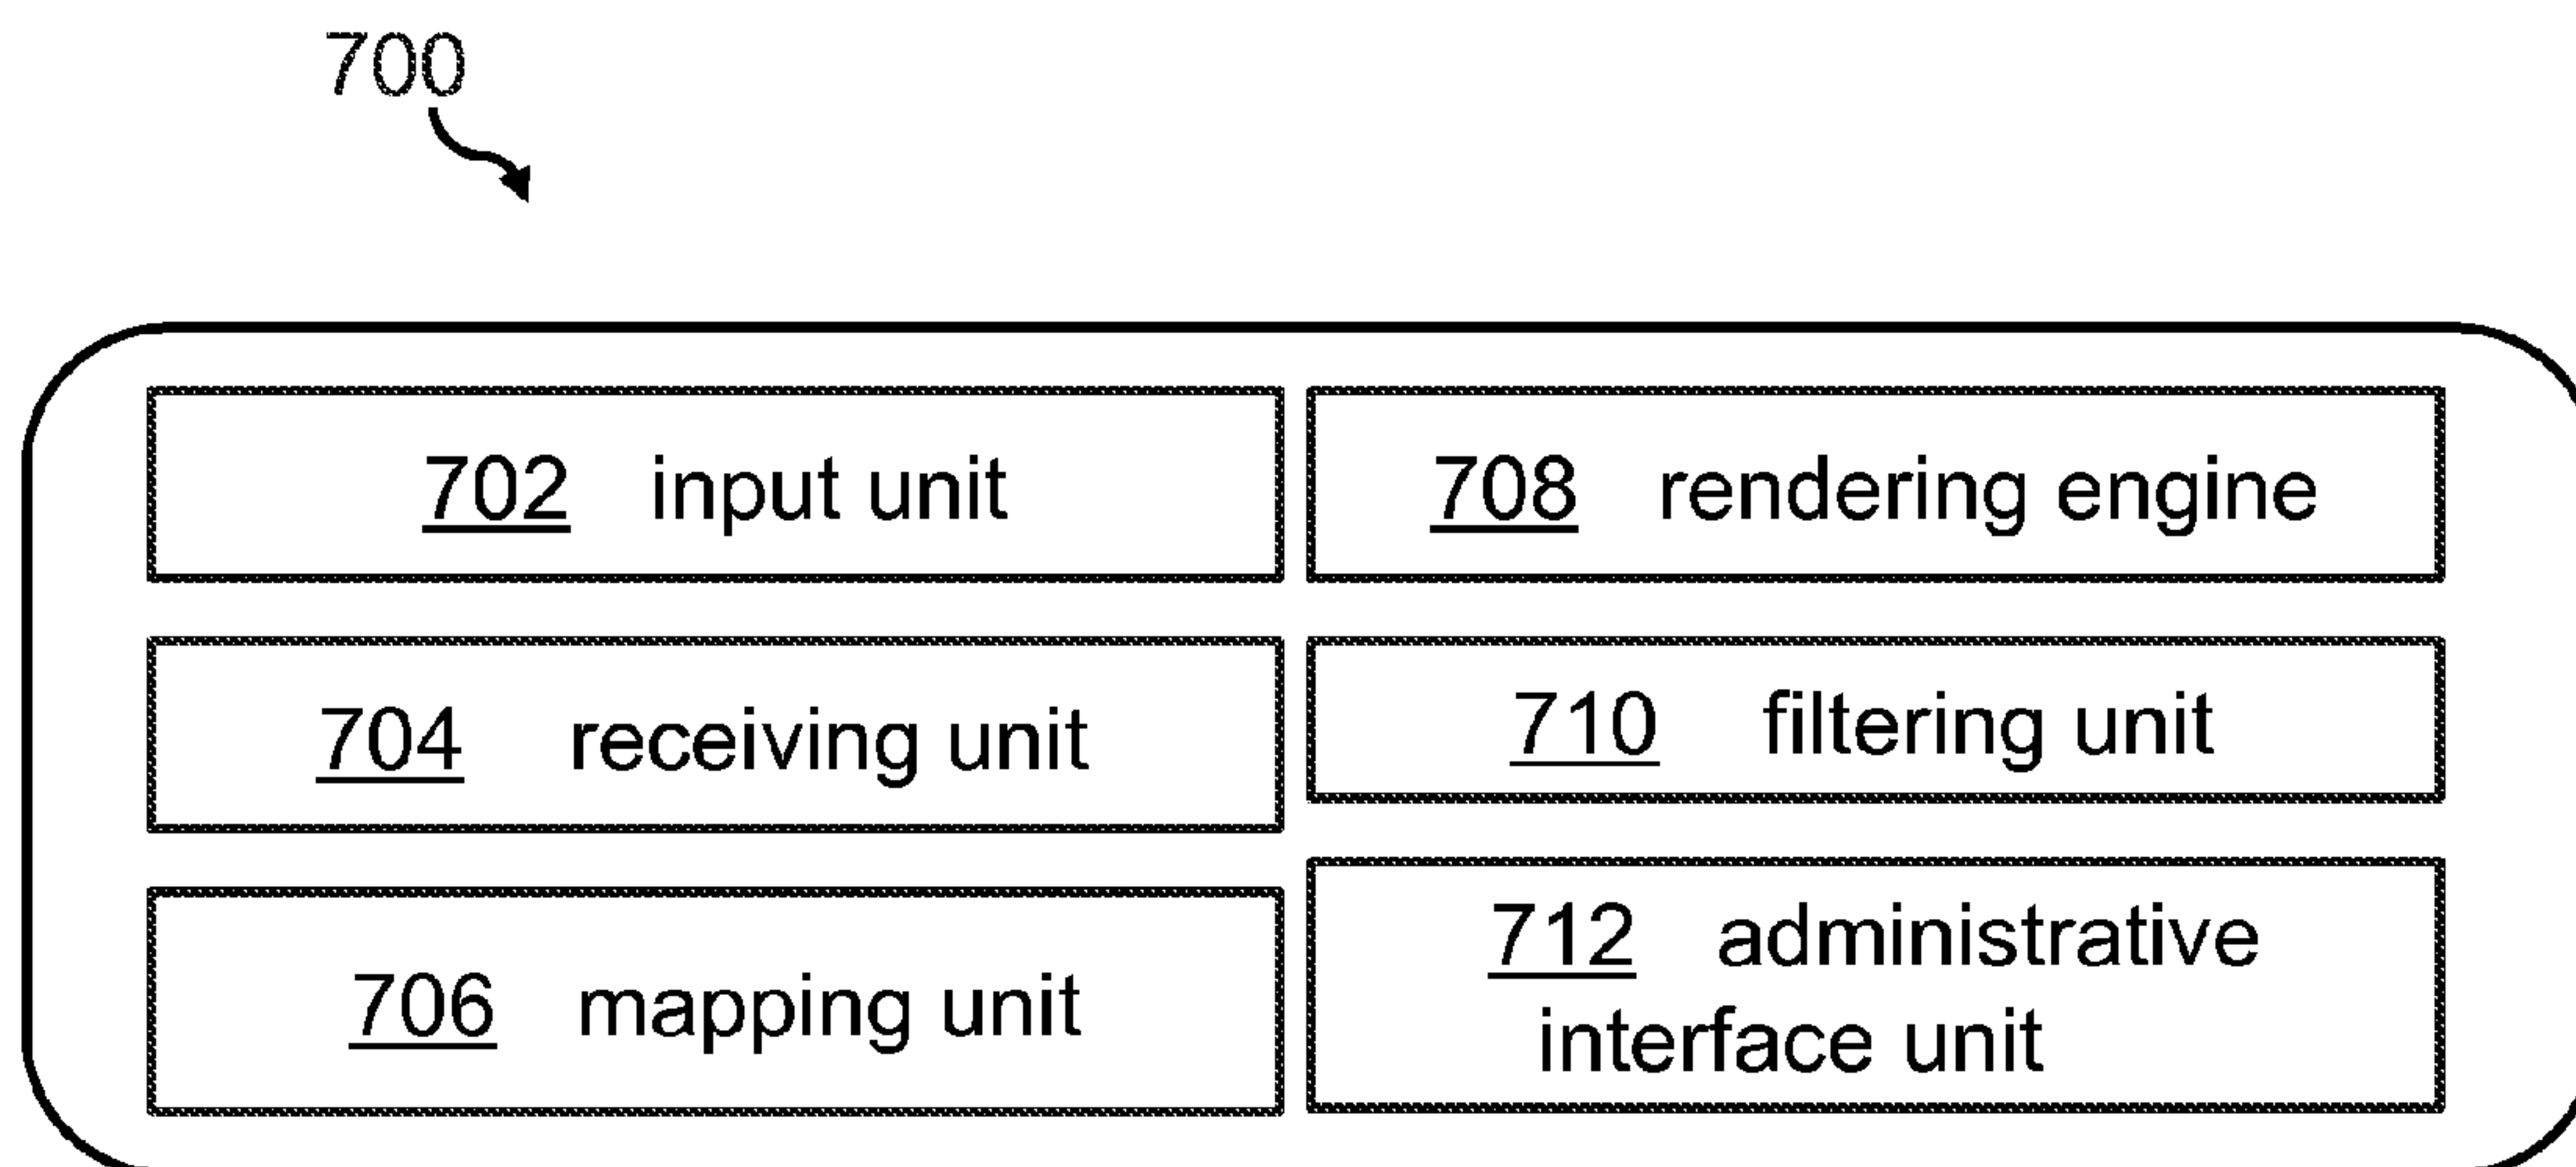 700
702 input unit
704 receiving unit
706 mapping unit
708 rendering engine
710 filtering unit
712 administrative
interface unit